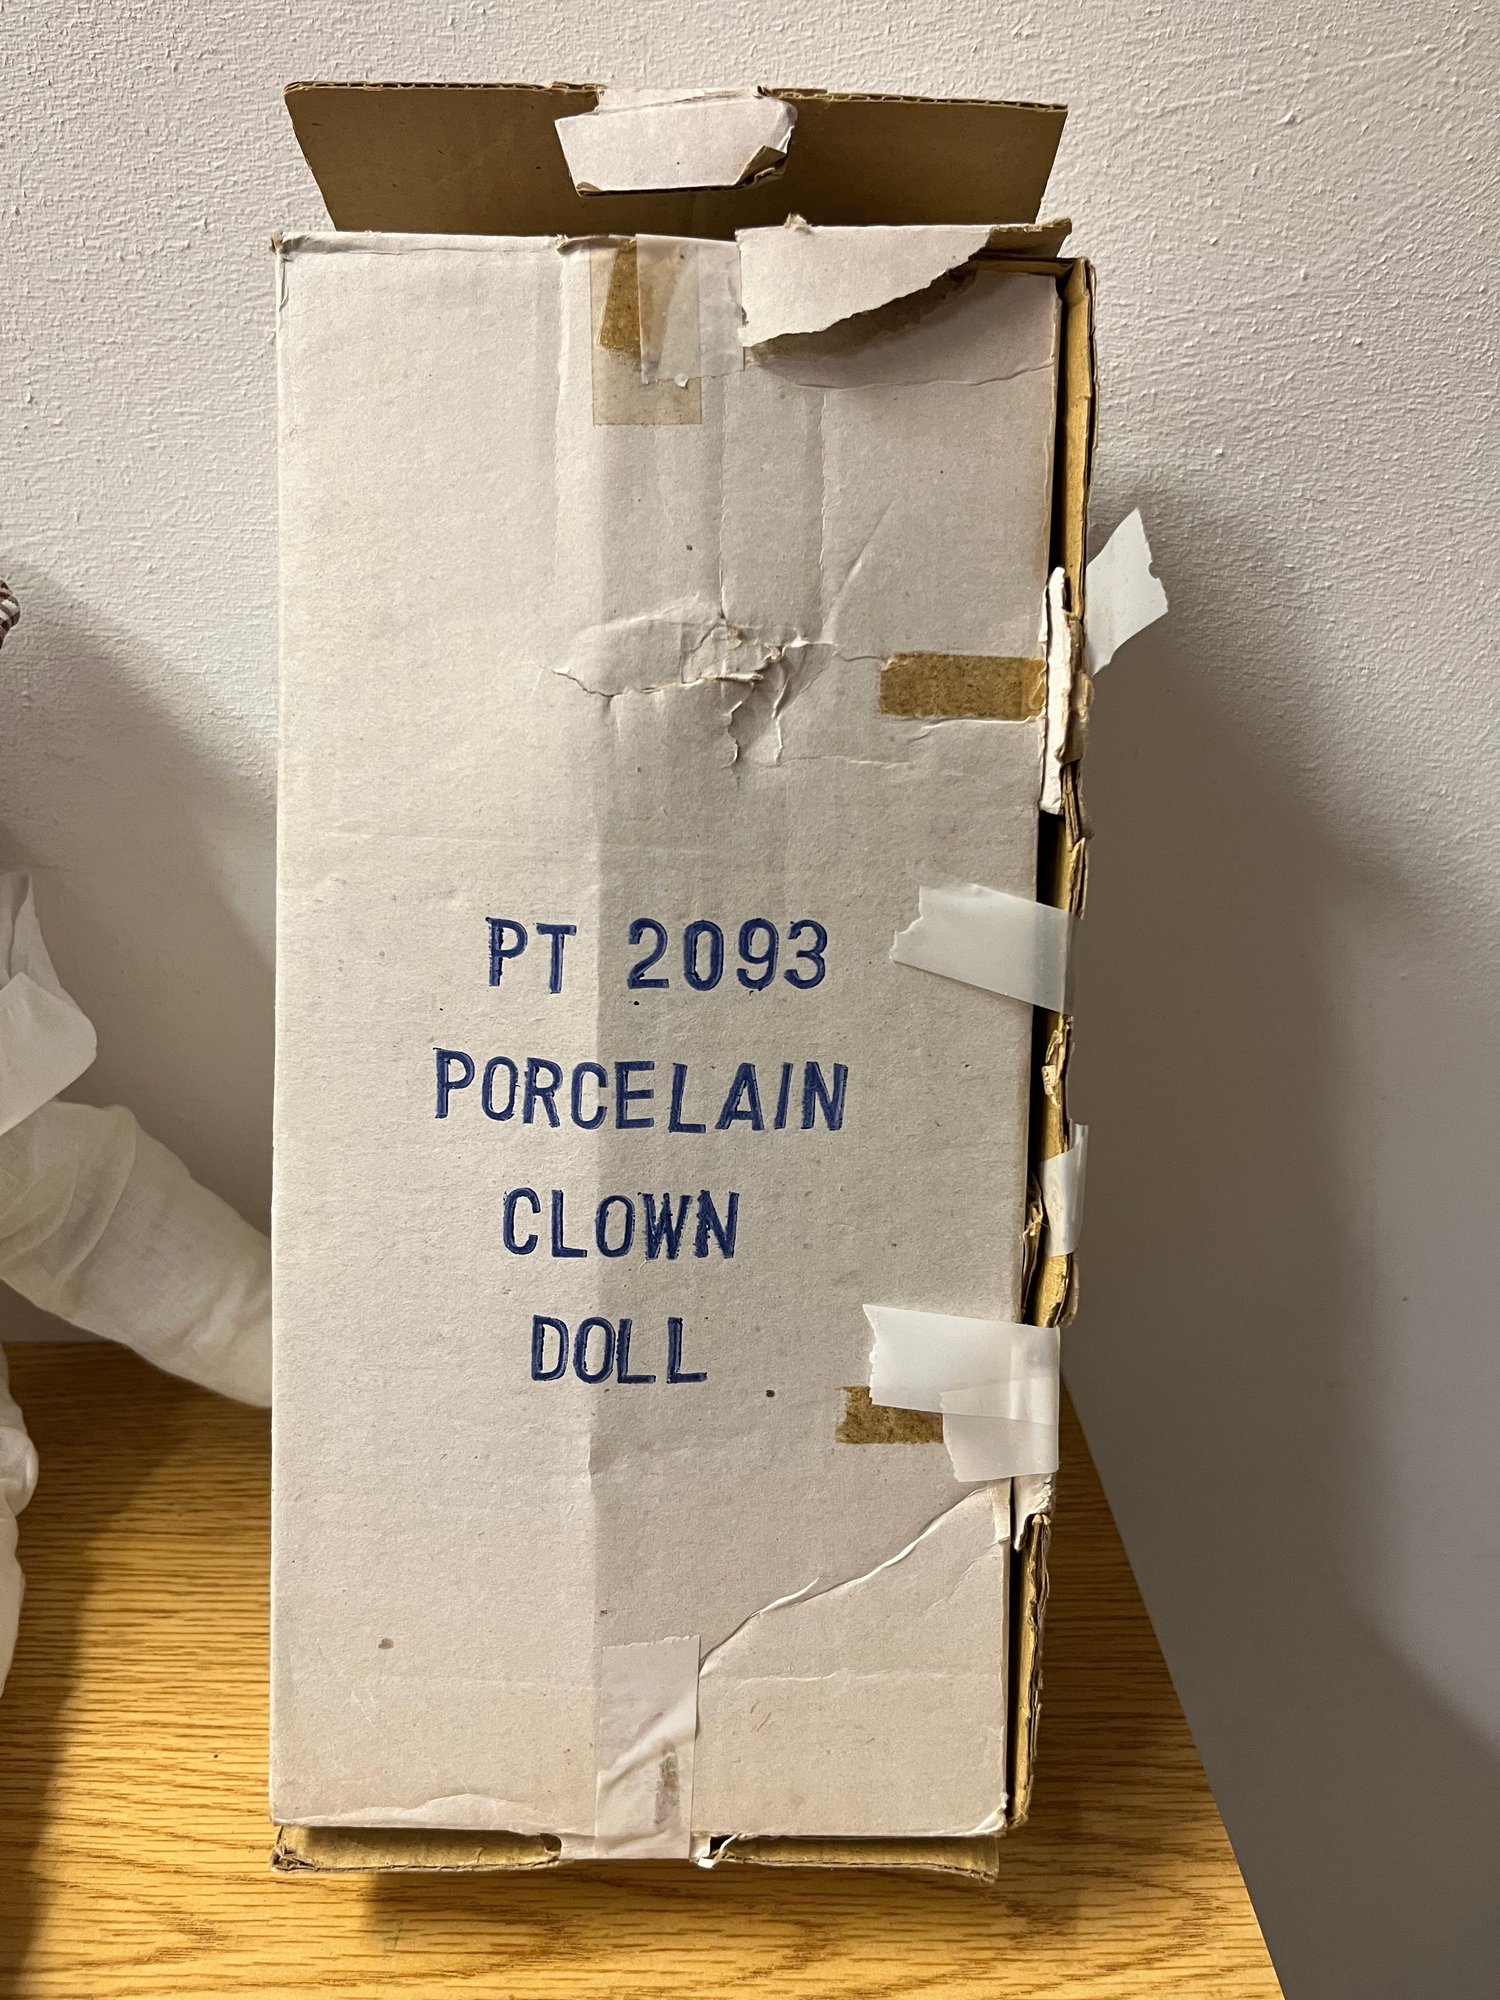 PT 2093
PORCELAIN
CLOWN
DOLL